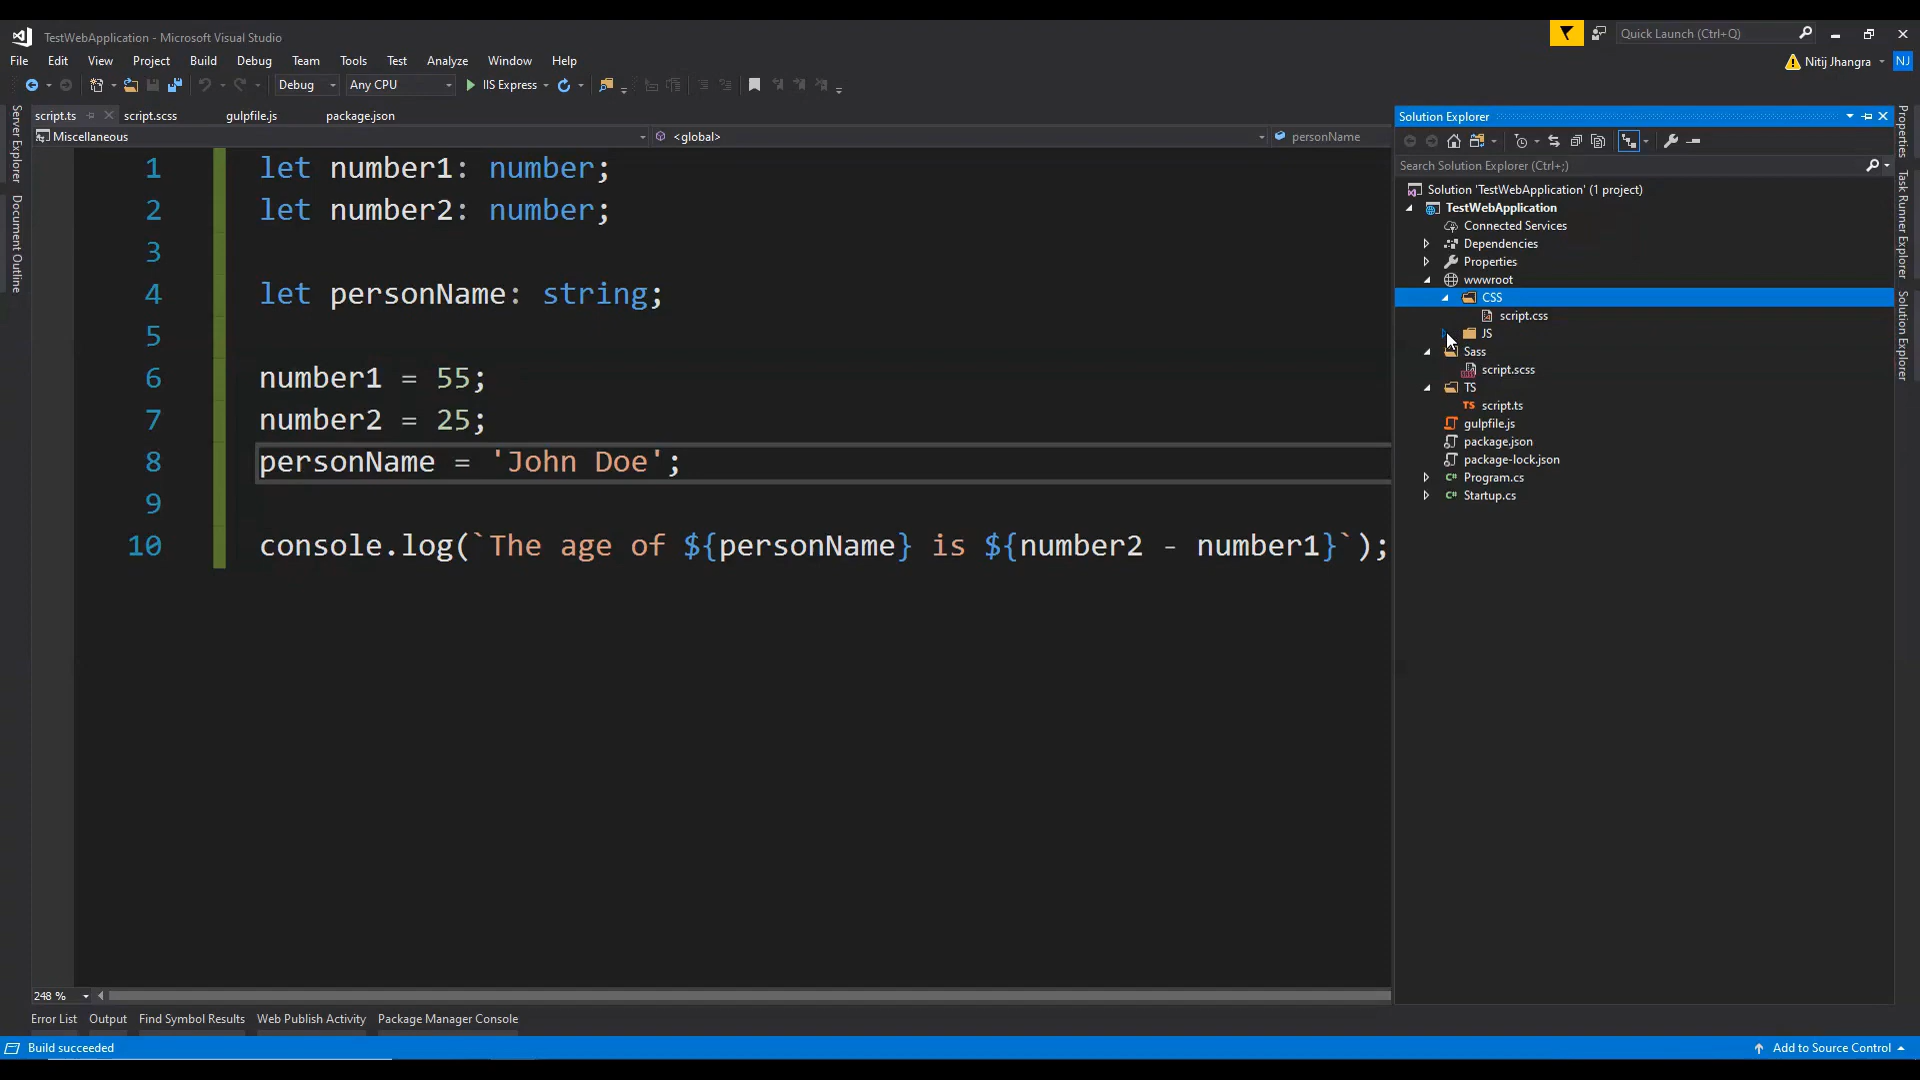 TestWebApplication - Microsoft Visual Studio
Quick Launch (Ctrl+Q)
File Edit View Project Build Debug Team Tools Test Analyze Window Help
Nitij Jhangra NJ
Debug Any CPU IIS Express
script.ts script.scss gulpfile.js package.json
Miscellaneous <global> personName
Server Explorer
Document Outline
1 let number1: number;
2 let number2: number;
3
4 let personName: string;
5
6 number1 = 55;
7 number2 = 25;
8 personName = 'John Doe';
9
10 console.log(`The age of ${personName} is ${number2 - number1}`);
248 %
Solution Explorer
Search Solution Explorer (Ctrl+;)
Solution 'TestWebApplication' (1 project)
TestWebApplication
Connected Services
Dependencies
Properties
wwwroot
CSS
script.css
JS
Sass
script.scss
TS
TS script.ts
gulpfile.js
package.json
package-lock.json
C# Program.cs
C# Startup.cs
Properties
Task Runner Explorer
Solution Explorer
Error List Output Find Symbol Results Web Publish Activity Package Manager Console
Build succeeded
Add to Source Control